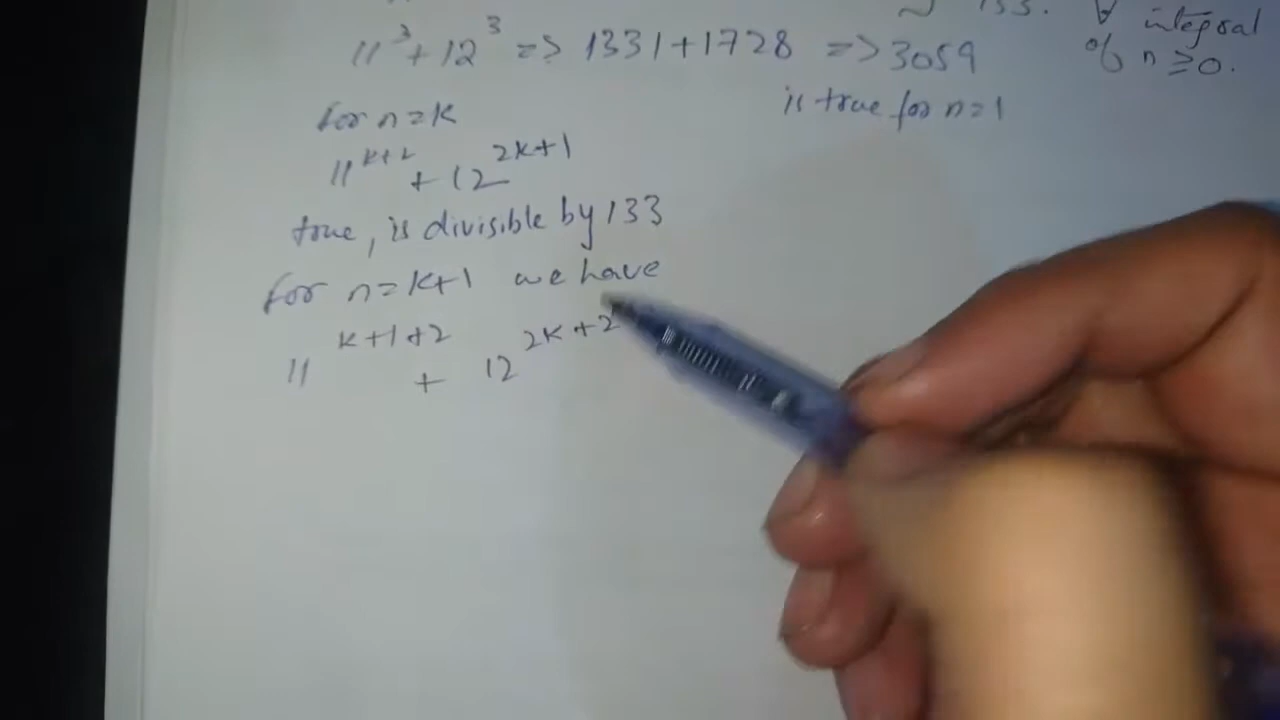 133. ∀
integral
11³ + 12³ => 1331 + 1728 => 3059
of n ≥ 0.
for n = k
is true for n = 1
11^{k+2} + 12^{2k+1}
true, is divisible by 133
for n = k+1 we have
11^{k+1+2} + 12^{2k+2}